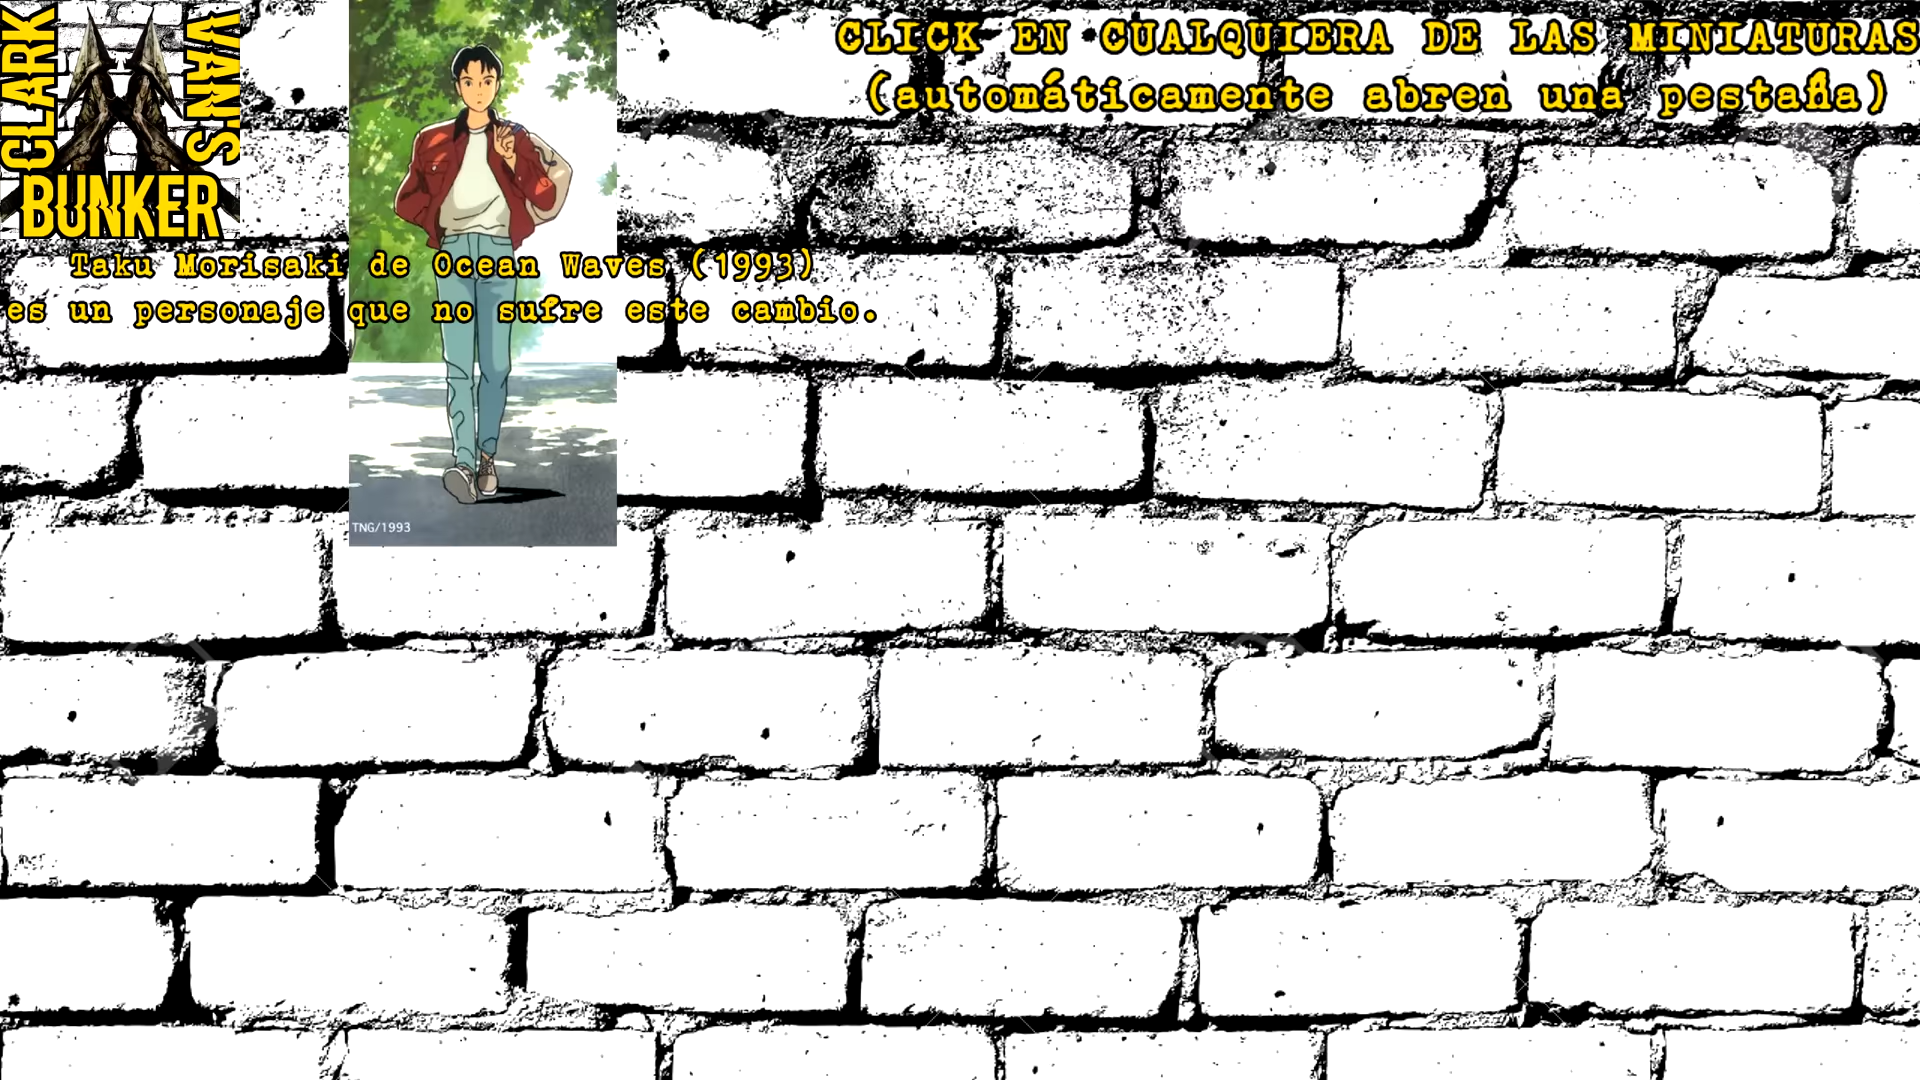 CLARK
VAN'S
BUNKER
CLICK EN CUALQUIERA DE LAS MINIATURAS
(automáticamente abren una pestaña)
Taku Morisaki de Ocean Waves (1993)
es un personaje que no sufre este cambio.
TNG/1993